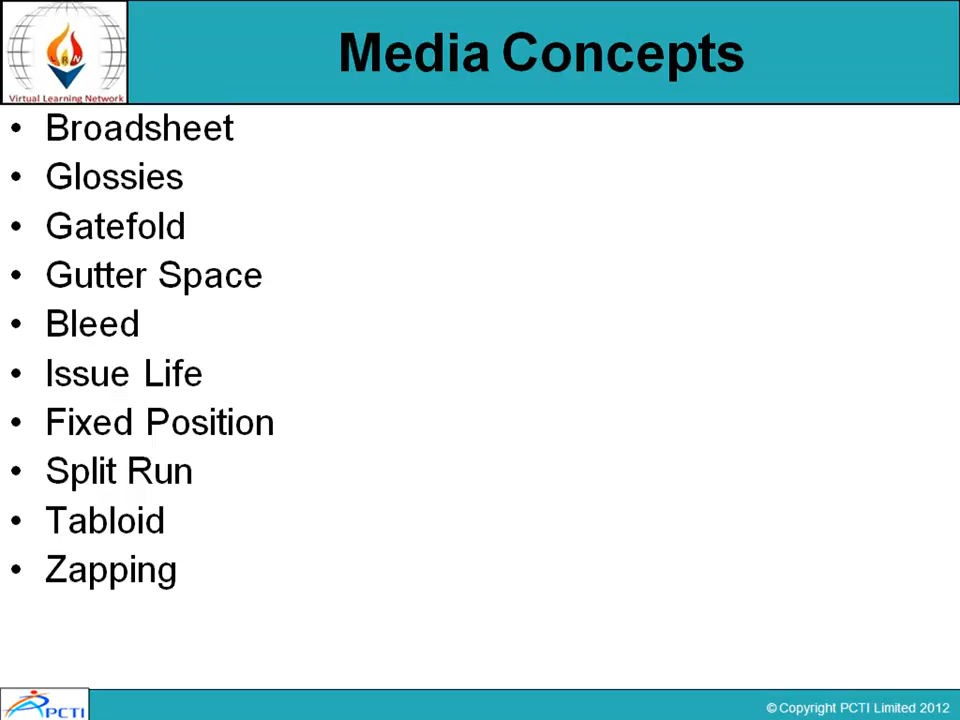 Media Concepts
VRN
Virtual Learning Network
• Broadsheet
• Glossies
• Gatefold
• Gutter Space
• Bleed
• Issue Life
• Fixed Position
• Split Run
• Tabloid
• Zapping
PCTI
© Copyright PCTI Limited 2012